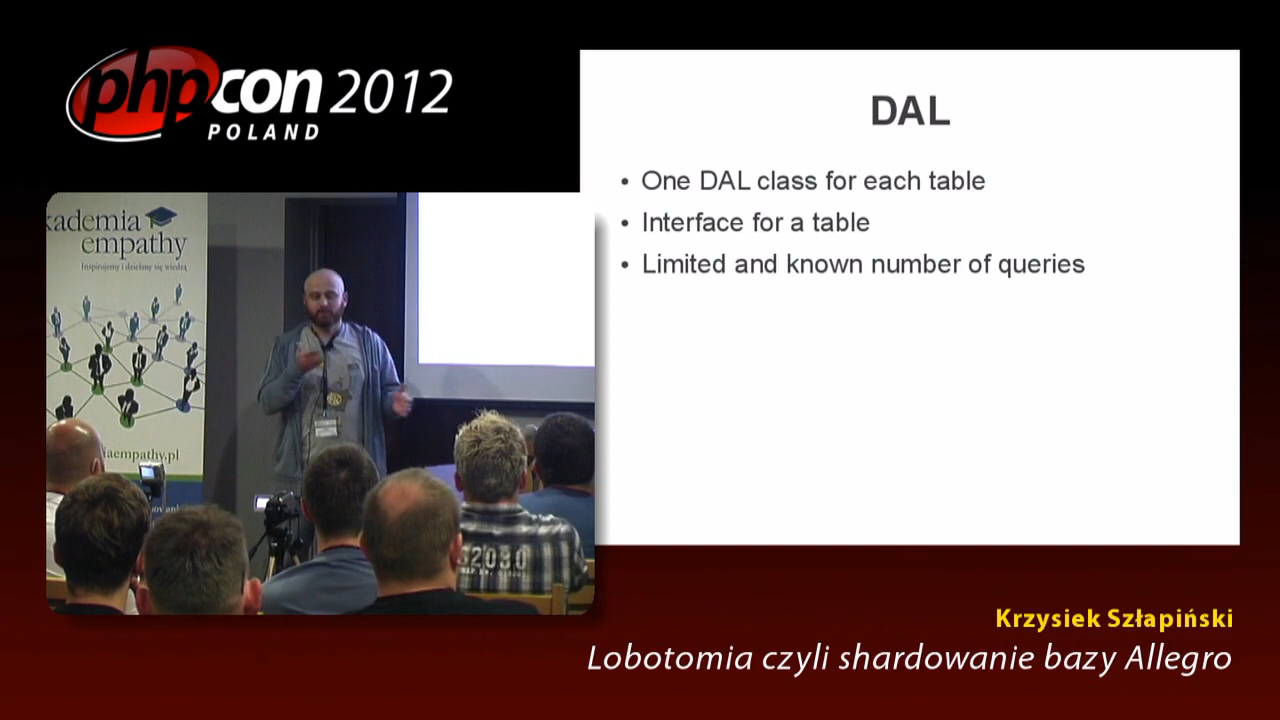 phpcon 2012
POLAND
DAL
• One DAL class for each table
• Interface for a table
• Limited and known number of queries
kademia
empathy
Inspirujemy i dzielimy się wiedzą
iaempathy.pl
Krzysiek Szłapiński
Lobotomia czyli shardowanie bazy Allegro